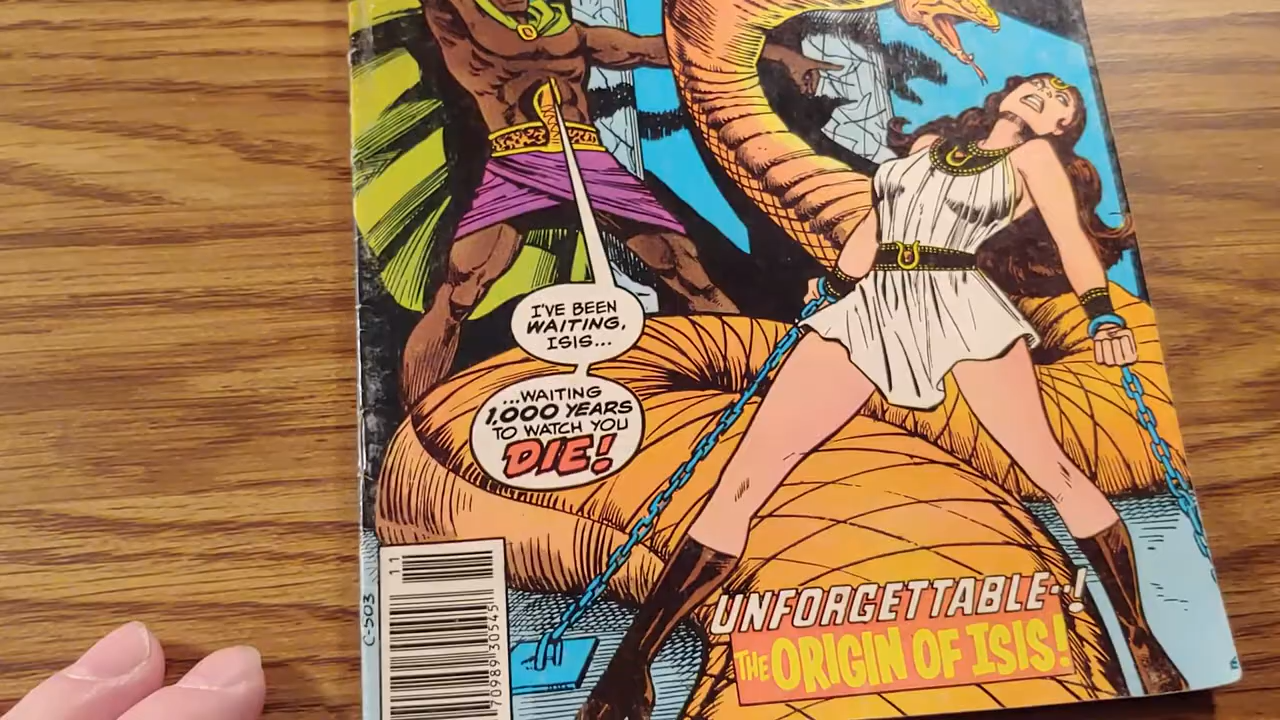 I'VE BEEN
WAITING,
ISIS...
...WAITING
1,000 YEARS
TO WATCH YOU
DIE!
11
C-503
70989 30545
UNFORGETTABLE--!
THE ORIGIN OF ISIS!